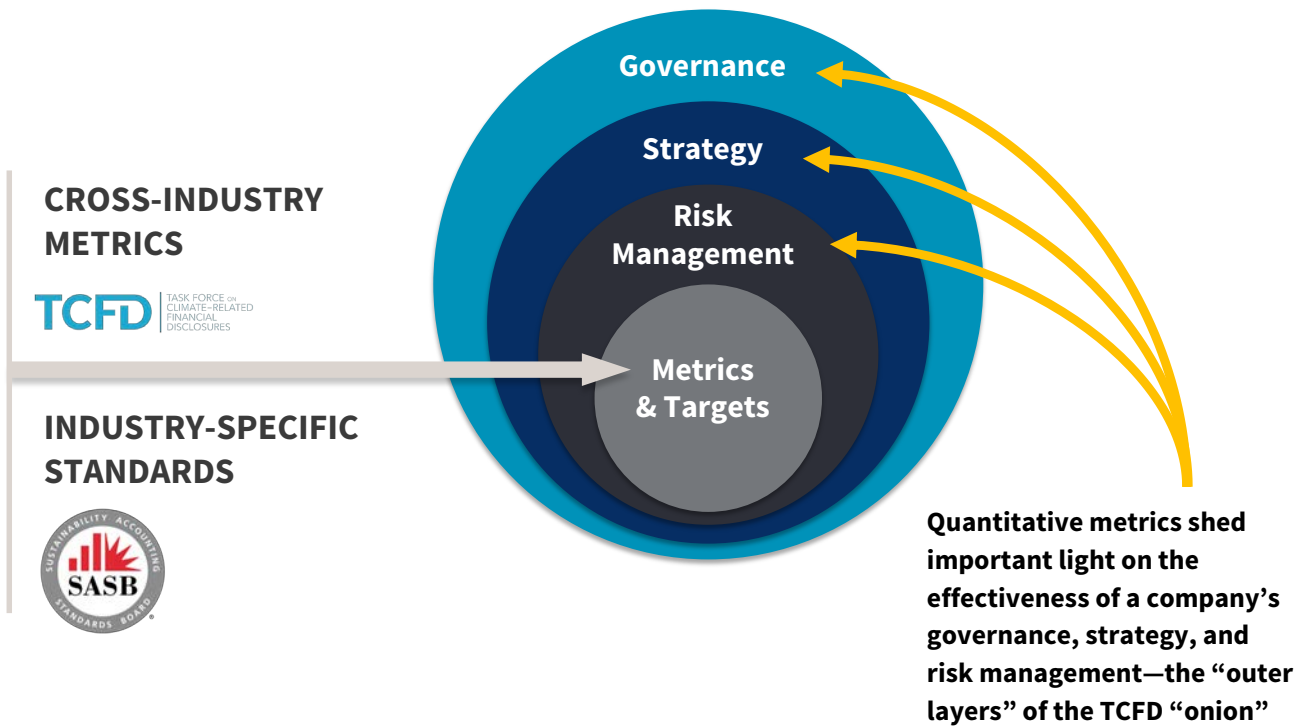 Governance
Strategy
Risk
Management
Metrics
& Targets
CROSS-INDUSTRY
METRICS
TCFD
TASK FORCE ON
CLIMATE-RELATED
FINANCIAL
DISCLOSURES
INDUSTRY-SPECIFIC
STANDARDS
SUSTAINABILITY ACCOUNTING
SASB
STANDARDS BOARD
®
Quantitative metrics shed
important light on the
effectiveness of a company’s
governance, strategy, and
risk management—the “outer
layers” of the TCFD “onion”